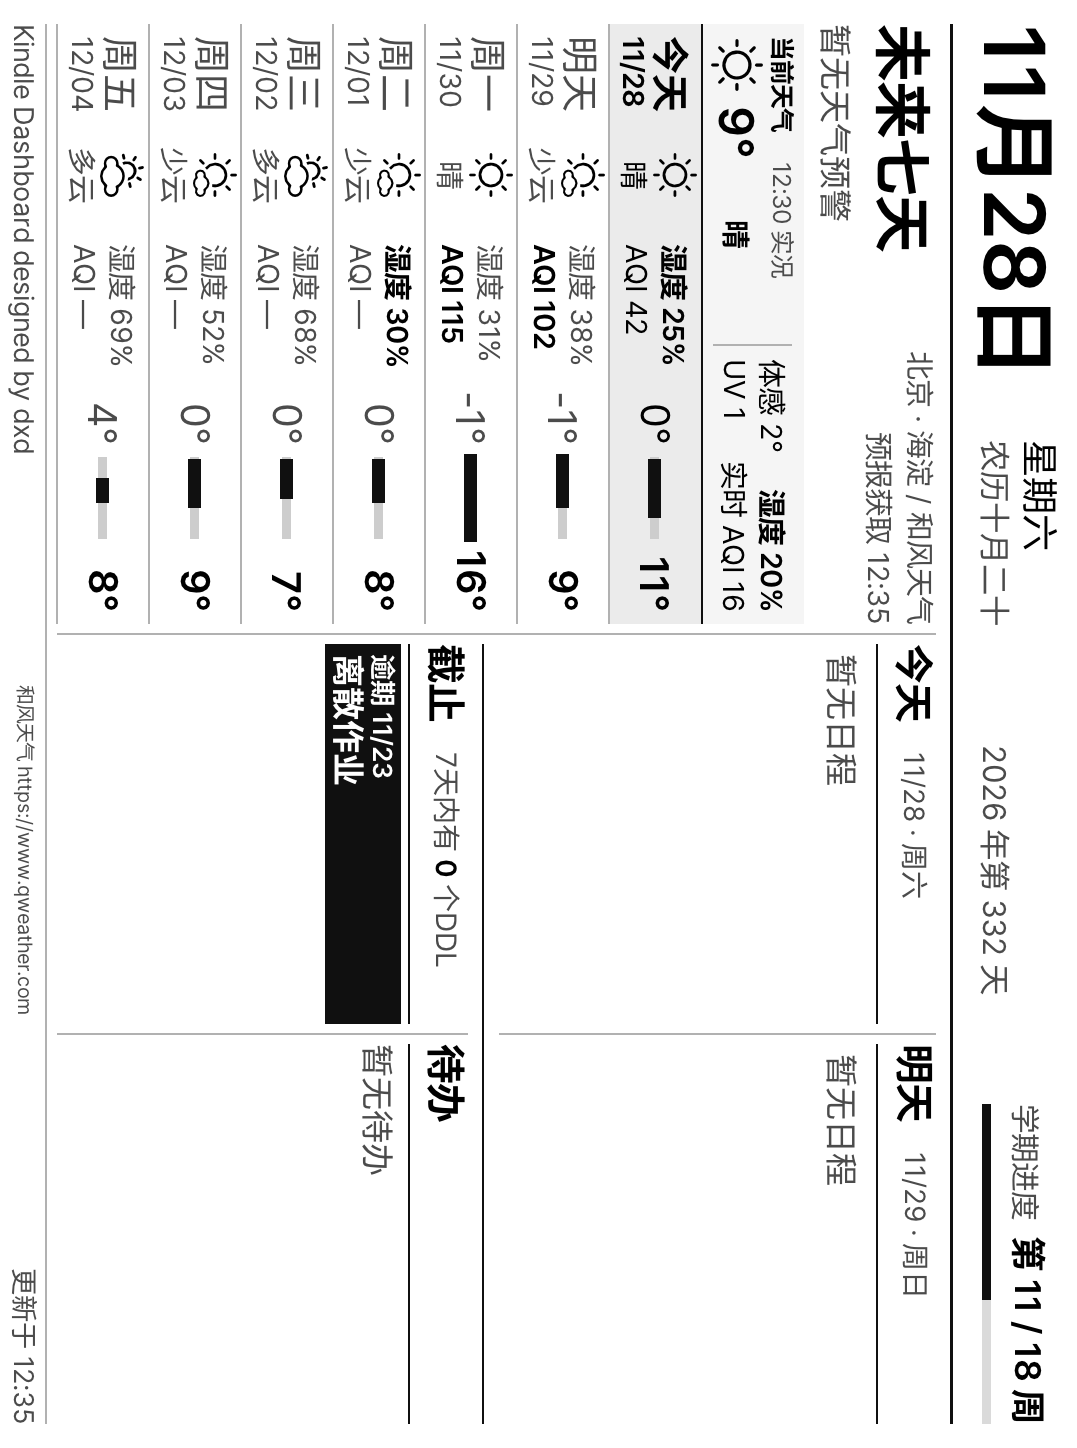 11月28日
星期六
农历十月二十
2026 年第 332 天
学期进度 第 11 / 18 周
未来七天
北京 · 海淀 / 和风天气
预报获取 12:35
暂无天气预警
当前天气 12:30 实况
9° 晴
体感 2° 湿度 20%
UV 1 实时 AQI 16
今天 11/28 晴 湿度 25% AQI 42 0° 11°
明天 11/29 少云 湿度 38% AQI 102 -1° 9°
周一 11/30 晴 湿度 31% AQI 115 -1° 16°
周二 12/01 少云 湿度 30% AQI — 0° 8°
周三 12/02 多云 湿度 68% AQI — 0° 7°
周四 12/03 少云 湿度 52% AQI — 0° 9°
周五 12/04 多云 湿度 69% AQI — 4° 8°
今天 11/28 · 周六
暂无日程
明天 11/29 · 周日
暂无日程
截止 7天内有 0 个DDL
逾期 11/23
离散作业
待办
暂无待办
Kindle Dashboard designed by dxd
和风天气 https://www.qweather.com
更新于 12:35